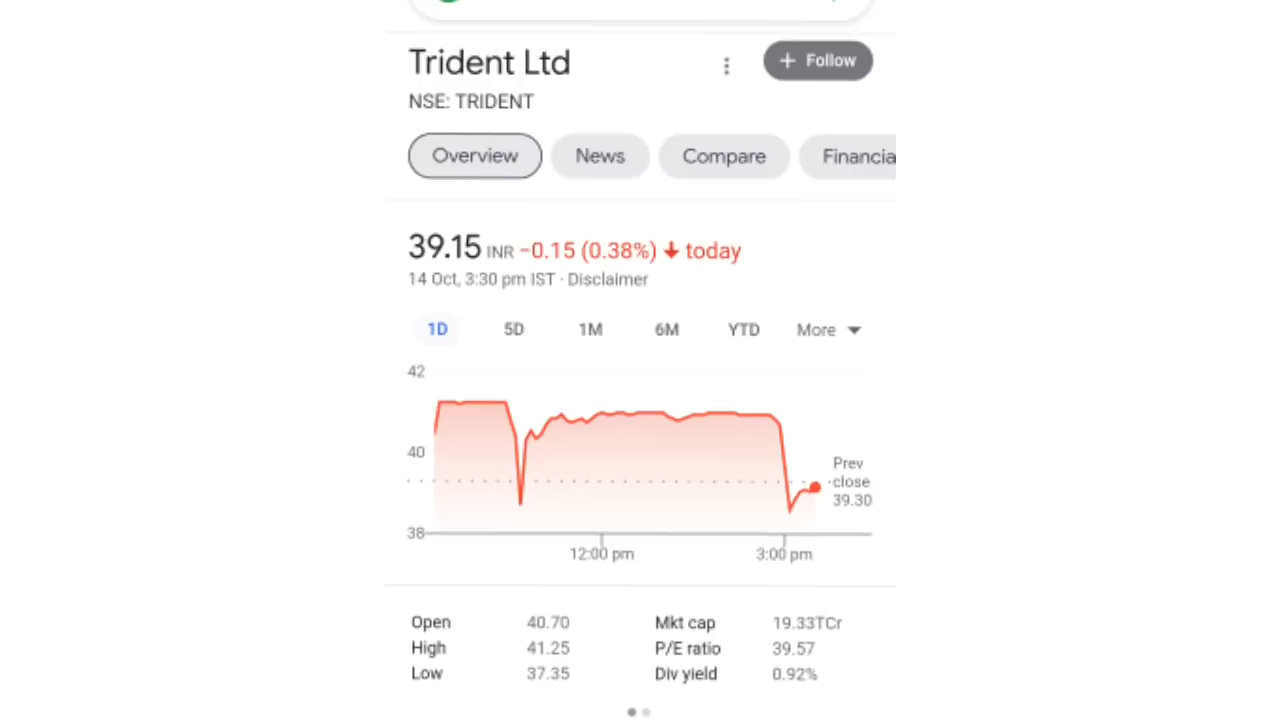 Trident Ltd
+ Follow
NSE: TRIDENT
Overview News Compare Financia
39.15 INR −0.15 (0.38%) ↓ today
14 Oct, 3:30 pm IST · Disclaimer
1D 5D 1M 6M YTD More
42
40
38
Prev
close
39.30
12:00 pm 3:00 pm
Open 40.70 Mkt cap 19.33TCr
High 41.25 P/E ratio 39.57
Low 37.35 Div yield 0.92%